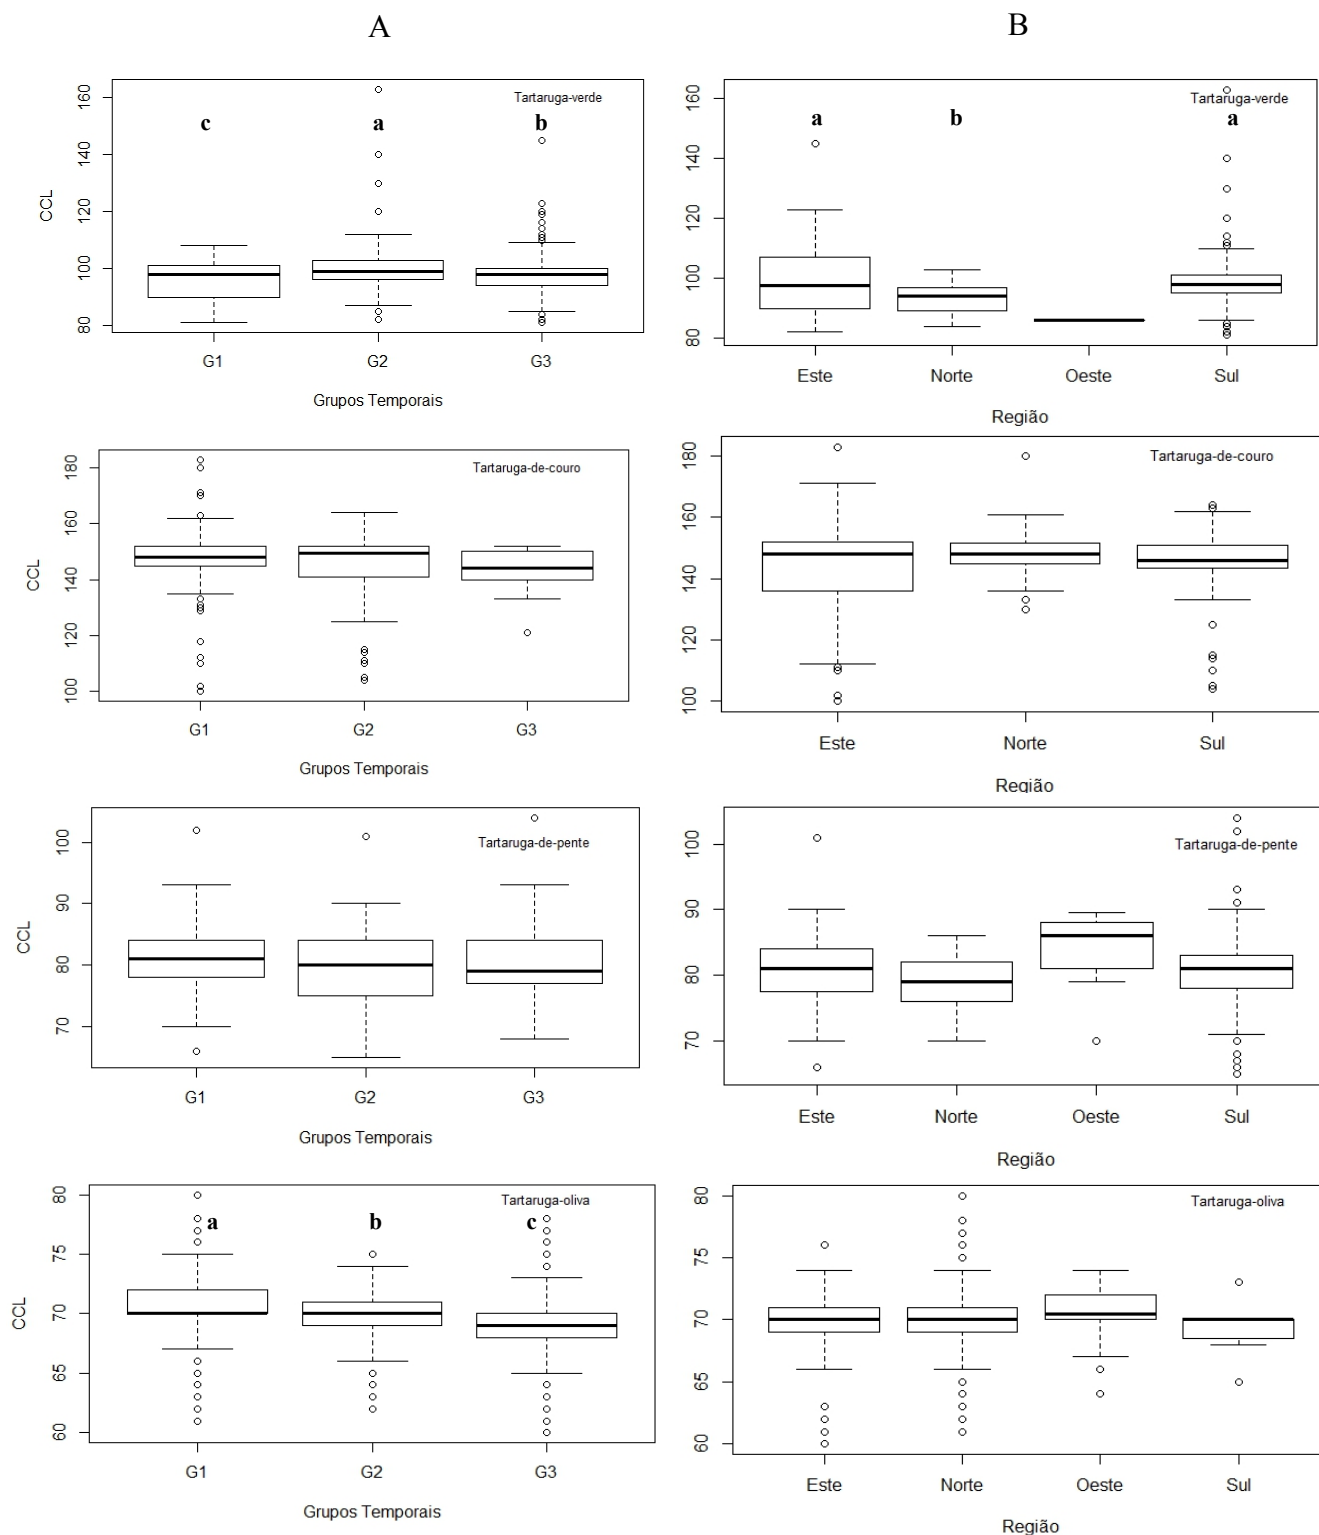 A B
Tartaruga-verde
c a b
CCL
160
140
120
100
80
G1 G2 G3
Grupos Temporais
Tartaruga-verde
a b a
160
140
120
100
80
Este Norte Oeste Sul
Região
Tartaruga-de-couro
CCL
180
160
140
120
100
G1 G2 G3
Grupos Temporais
Tartaruga-de-couro
180
160
140
120
100
Este Norte Sul
Região
Tartaruga-de-pente
CCL
100
90
80
70
G1 G2 G3
Grupos Temporais
Tartaruga-de-pente
100
90
80
70
Este Norte Oeste Sul
Região
Tartaruga-oliva
a b c
CCL
80
75
70
65
60
G1 G2 G3
Grupos Temporais
Tartaruga-oliva
80
75
70
65
60
Este Norte Oeste Sul
Região